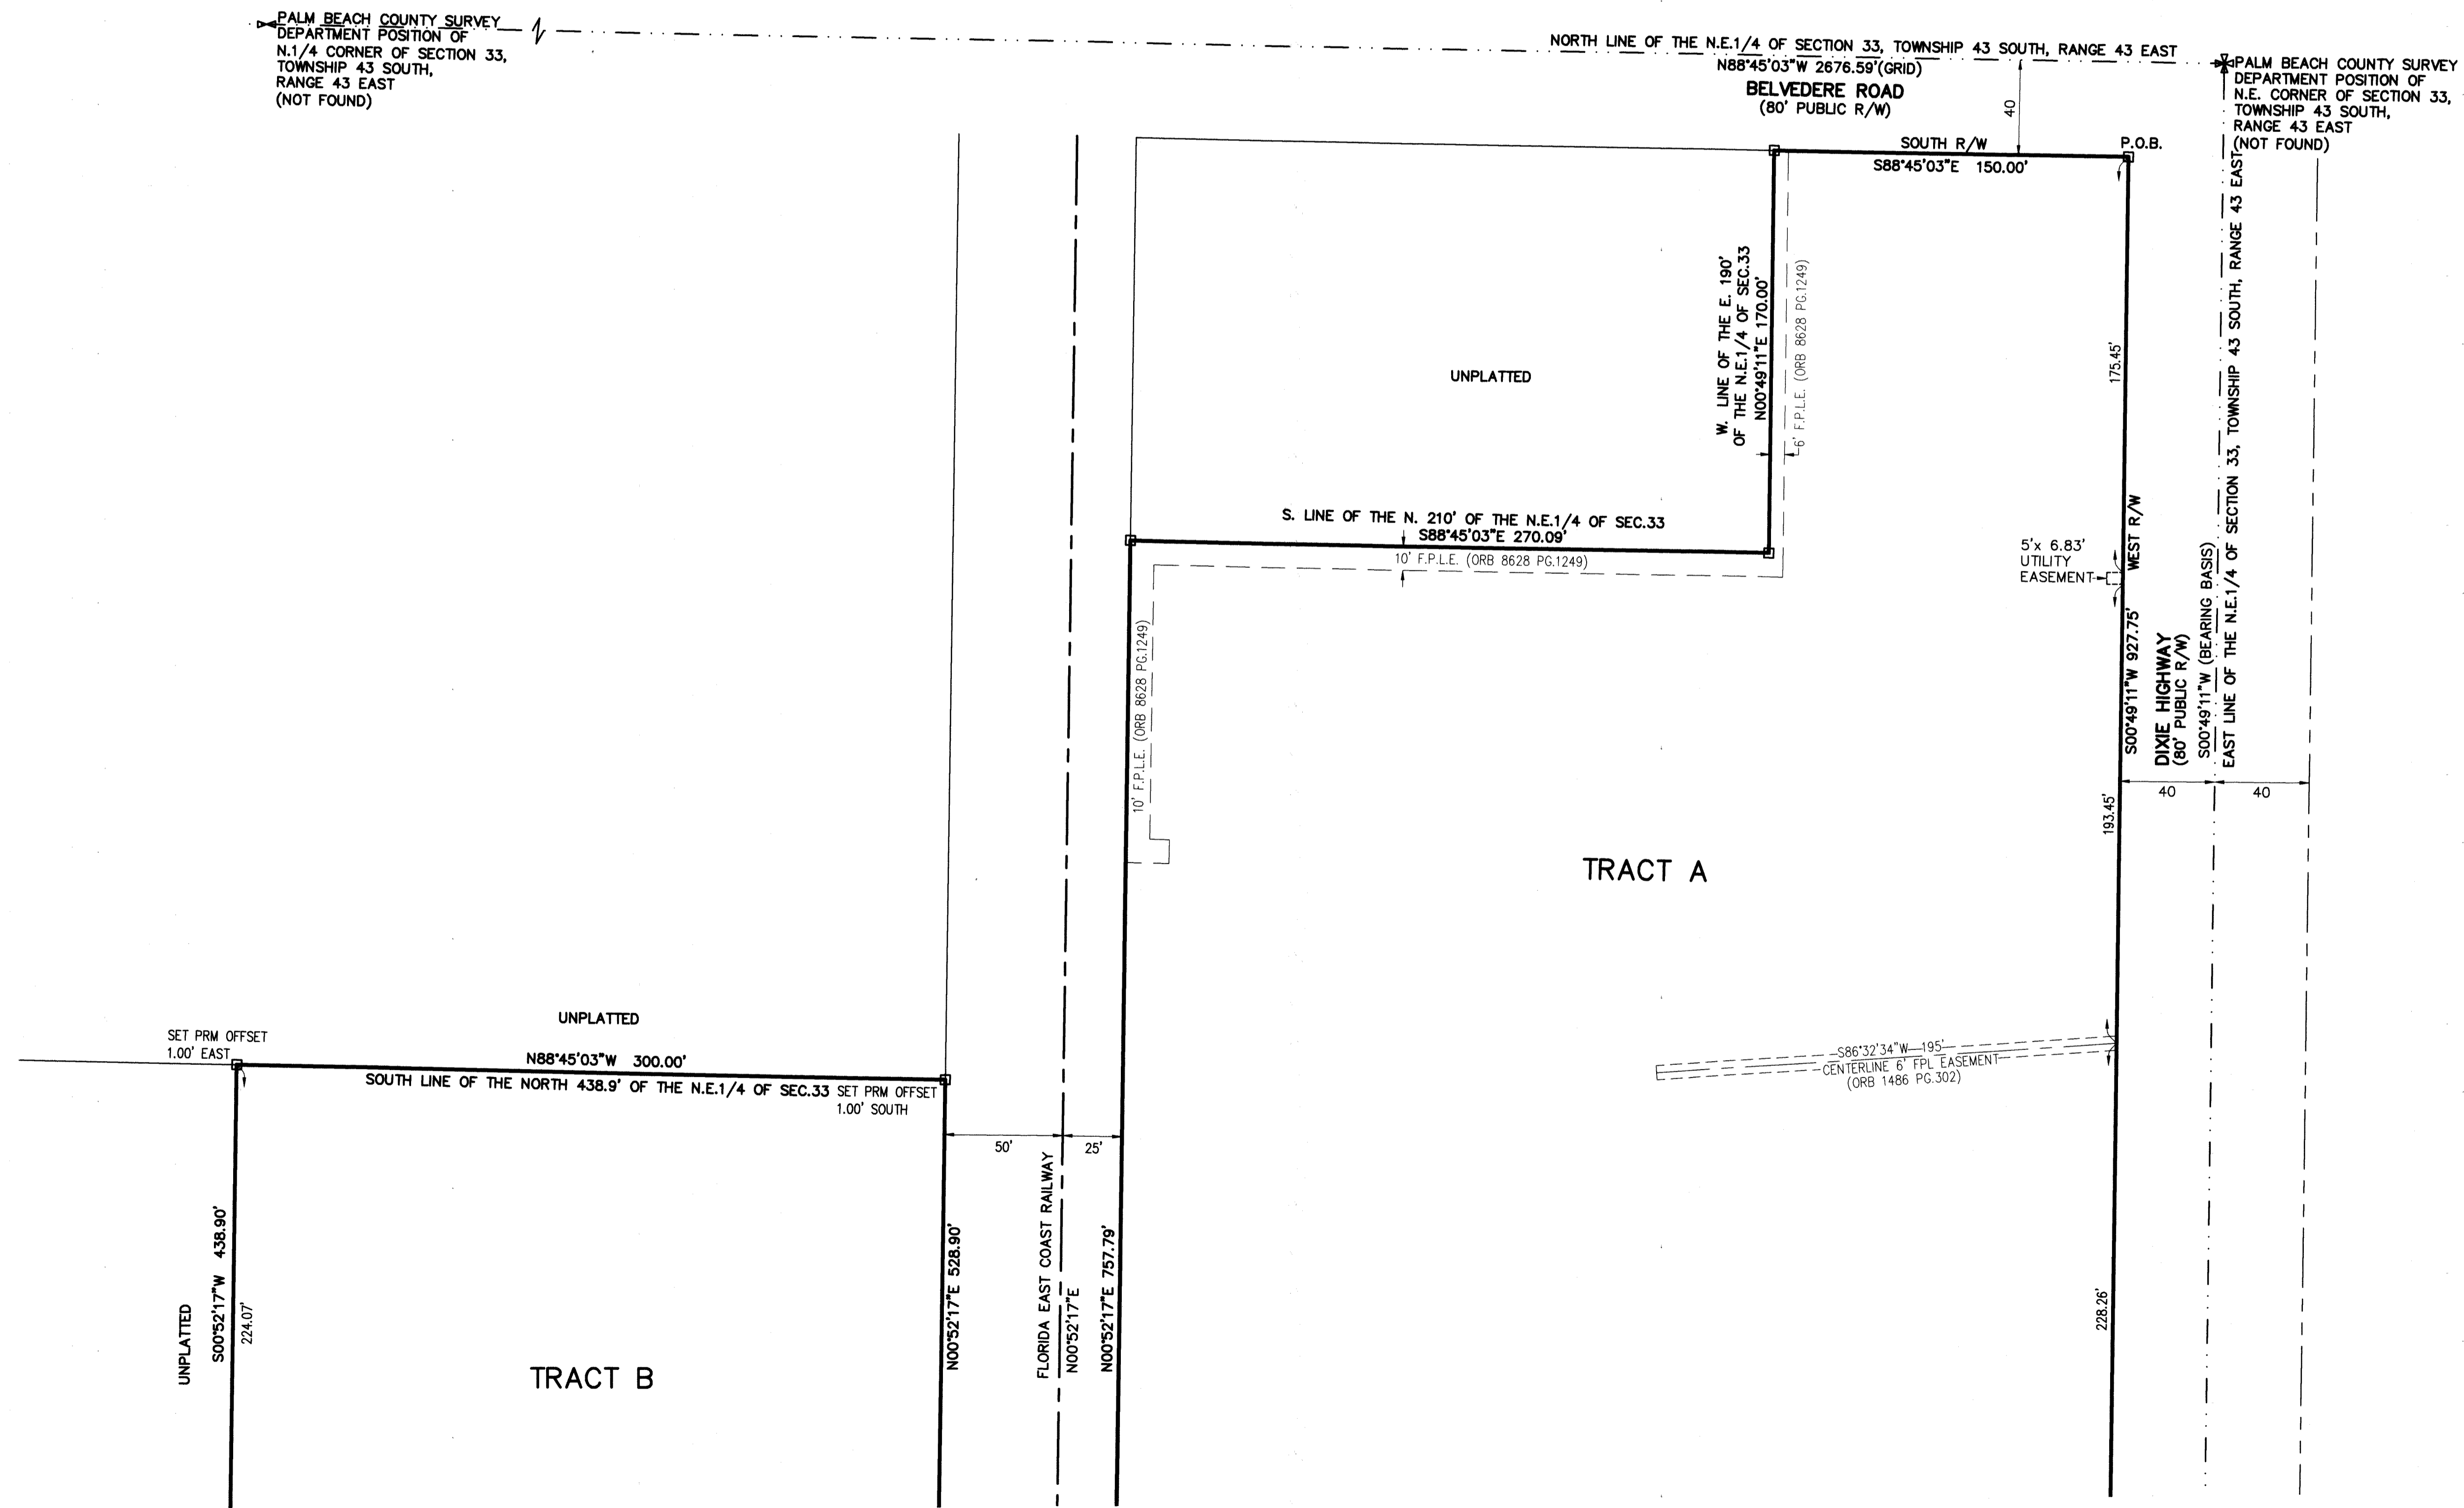 PALM BEACH COUNTY SURVEY
DEPARTMENT POSITION OF
N.1/4 CORNER OF SECTION 33,
TOWNSHIP 43 SOUTH,
RANGE 43 EAST
(NOT FOUND)
NORTH LINE OF THE N.E.1/4 OF SECTION 33, TOWNSHIP 43 SOUTH, RANGE 43 EAST
N88°45'03"W 2676.59'(GRID)
BELVEDERE ROAD
(80' PUBLIC R/W)
40
PALM BEACH COUNTY SURVEY
DEPARTMENT POSITION OF
N.E. CORNER OF SECTION 33,
TOWNSHIP 43 SOUTH,
RANGE 43 EAST
(NOT FOUND)
SOUTH R/W
S88°45'03"E 150.00'
P.O.B.
W. LINE OF THE E. 190'
OF THE N.E.1/4 OF SEC.33
N00°49'11"E 170.00'
6' F.P.L.E. (ORB 8628 PG.1249)
UNPLATTED
175.45'
S. LINE OF THE N. 210' OF THE N.E.1/4 OF SEC.33
S88°45'03"E 270.09'
10' F.P.L.E. (ORB 8628 PG.1249)
10' F.P.L.E. (ORB 8628 PG.1249)
5'x 6.83'
UTILITY
EASEMENT
WEST R/W
S00°49'11"W 927.75'
DIXIE HIGHWAY
(80' PUBLIC R/W)
S00°49'11"W (BEARING BASIS)
EAST LINE OF THE N.E.1/4 OF SECTION 33, TOWNSHIP 43 SOUTH, RANGE 43 EAST
40
40
193.45'
TRACT A
S86°32'34"W 195'
CENTERLINE 6' FPL EASEMENT
(ORB 1486 PG.302)
228.26'
UNPLATTED
SET PRM OFFSET
1.00' EAST
N88°45'03"W 300.00'
SOUTH LINE OF THE NORTH 438.9' OF THE N.E.1/4 OF SEC.33
SET PRM OFFSET
1.00' SOUTH
50'
25'
UNPLATTED
S00°52'17"W 438.90'
224.07'
TRACT B
N00°52'17"E 528.90'
FLORIDA EAST COAST RAILWAY
N00°52'17"E
N00°52'17"E 757.79'